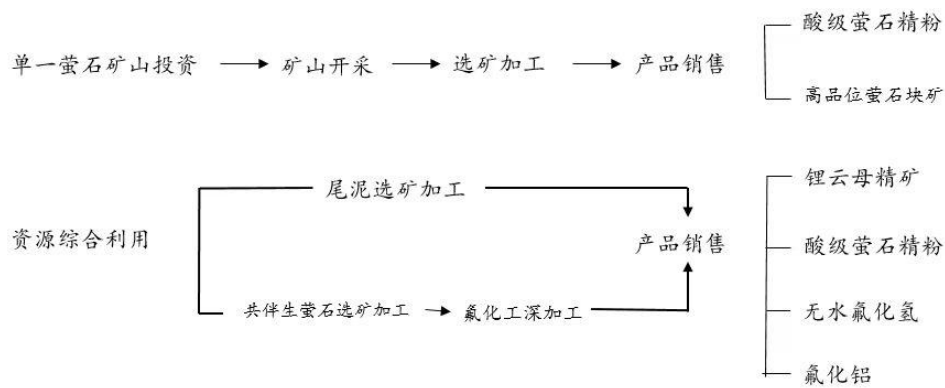 单一萤石矿山投资 矿山开采 选矿加工 产品销售
酸级萤石精粉
高品位萤石块矿
资源综合利用
尾泥选矿加工
共伴生萤石选矿加工 氟化工深加工
产品销售
锂云母精矿
酸级萤石精粉
无水氟化氢
氟化铝